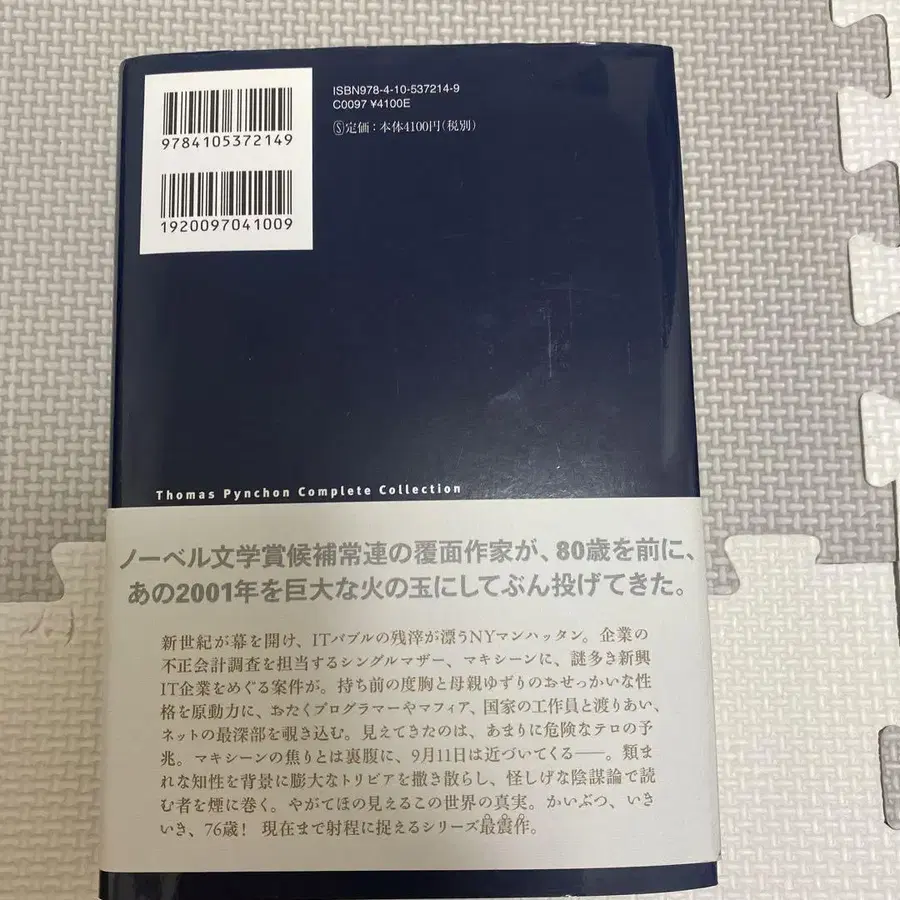 ISBN978-4-10-537214-9
C0097 ¥4100E
Ⓢ定価：本体4100円(税別)
9784105372149
1920097041009
Thomas Pynchon Complete Collection
ノーベル文学賞候補常連の覆面作家が、80歳を前に、
あの2001年を巨大な火の玉にしてぶん投げてきた。
新世紀が幕を開け、ITバブルの残滓が漂うNYマンハッタン。企業の
不正会計調査を担当するシングルマザー、マキシーンに、謎多き新興
IT企業をめぐる案件が。持ち前の度胸と母親ゆずりのおせっかいな性
格を原動力に、おたくプログラマーやマフィア、国家の工作員と渡りあい、
ネットの最深部を覗き込む。見えてきたのは、あまりに危険なテロの予
兆。マキシーンの焦りとは裏腹に、9月11日は近づいてくる――。類ま
れな知性を背景に膨大なトリビアを撒き散らし、怪しげな陰謀論で読
む者を煙に巻く。やがてほの見えるこの世界の真実。かいぶつ、いき
いき、76歳！ 現在まで射程に捉えるシリーズ最震作。